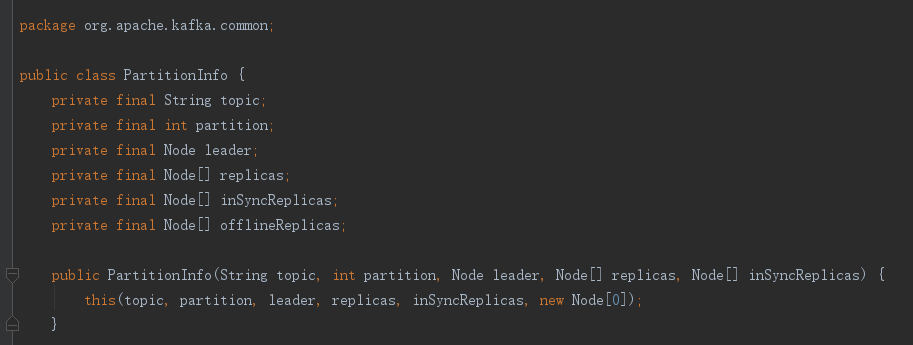 package org.apache.kafka.common;
public class PartitionInfo {
private final String topic;
private final int partition;
private final Node leader;
private final Node[] replicas;
private final Node[] inSyncReplicas;
private final Node[] offlineReplicas;
public PartitionInfo(String topic, int partition, Node leader, Node[] replicas, Node[] inSyncReplicas) {
this(topic, partition, leader, replicas, inSyncReplicas, new Node[0]);
}